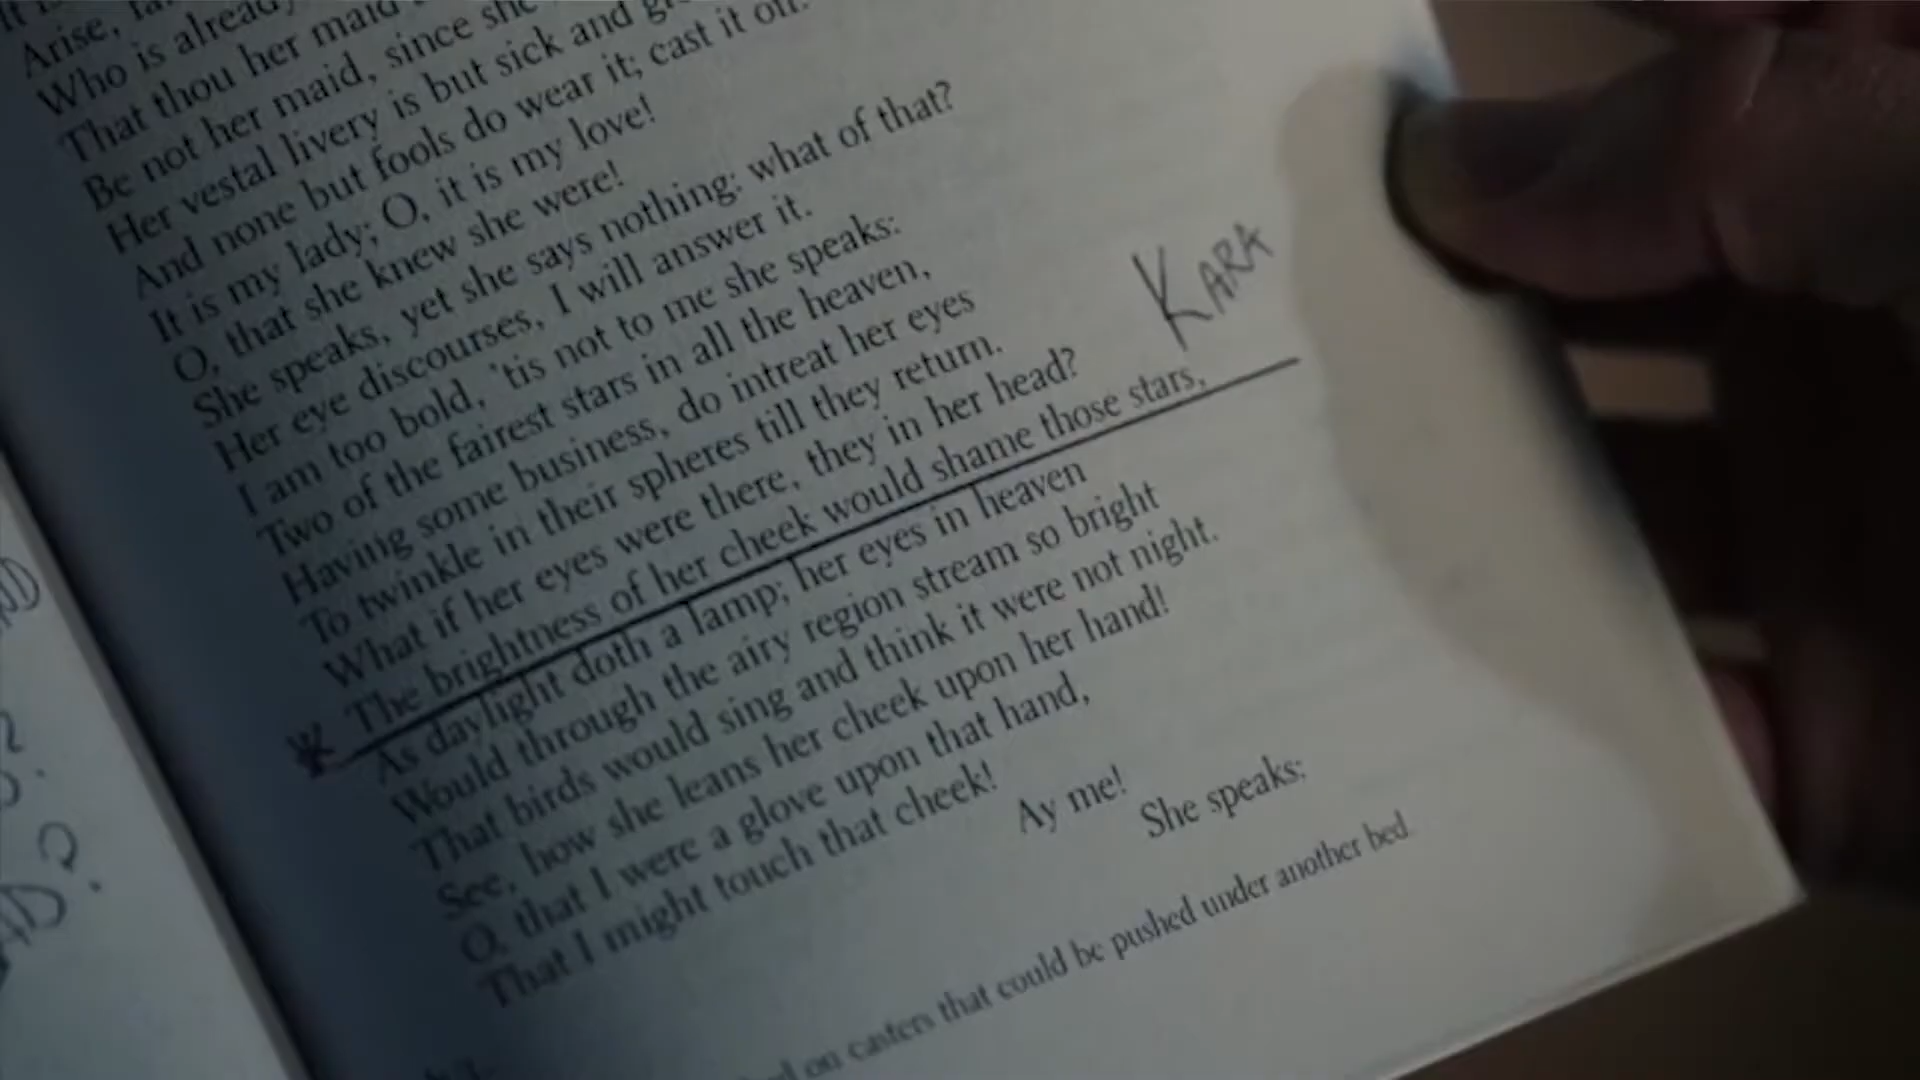 Arise,
Who is already
That thou her maid
Be not her maid, since she
Her vestal livery is but sick and
And none but fools do wear it; cast it off.
It is my lady; O, it is my love!
O, that she knew she were!
She speaks, yet she says nothing: what of that?
Her eye discourses, I will answer it.
I am too bold, 'tis not to me she speaks:
Two of the fairest stars in all the heaven,
Having some business, do intreat her eyes
To twinkle in their spheres till they return.
What if her eyes were there, they in her head?
KARA
The brightness of her cheek would shame those stars,
As daylight doth a lamp; her eyes in heaven
Would through the airy region stream so bright
That birds would sing and think it were not night.
See, how she leans her cheek upon her hand!
O, that I were a glove upon that hand,
That I might touch that cheek!
Ay me!
She speaks:
on casters that could be pushed under another bed.